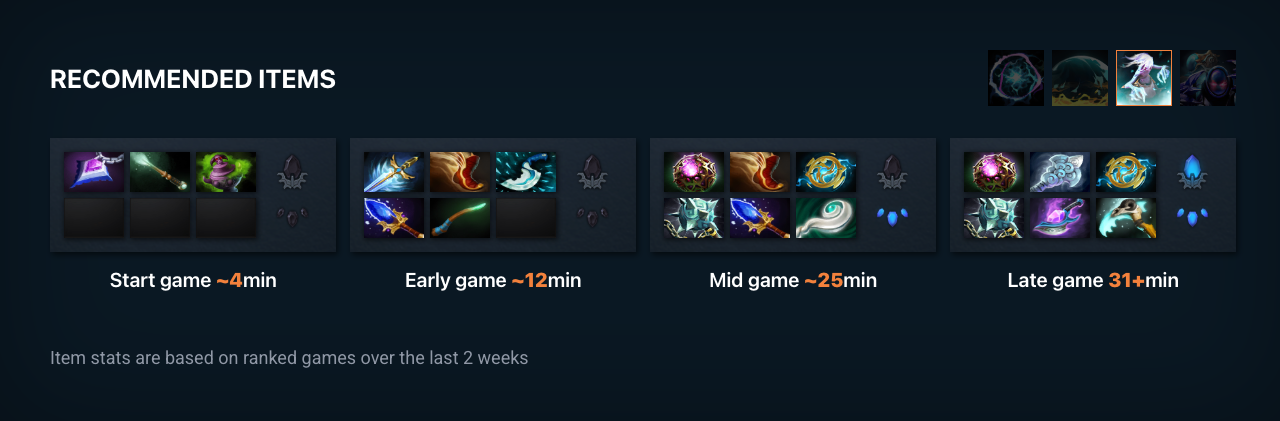 RECOMMENDED ITEMS
Start game ~4min
Early game ~12min
Mid game ~25min
Late game 31+min
Item stats are based on ranked games over the last 2 weeks